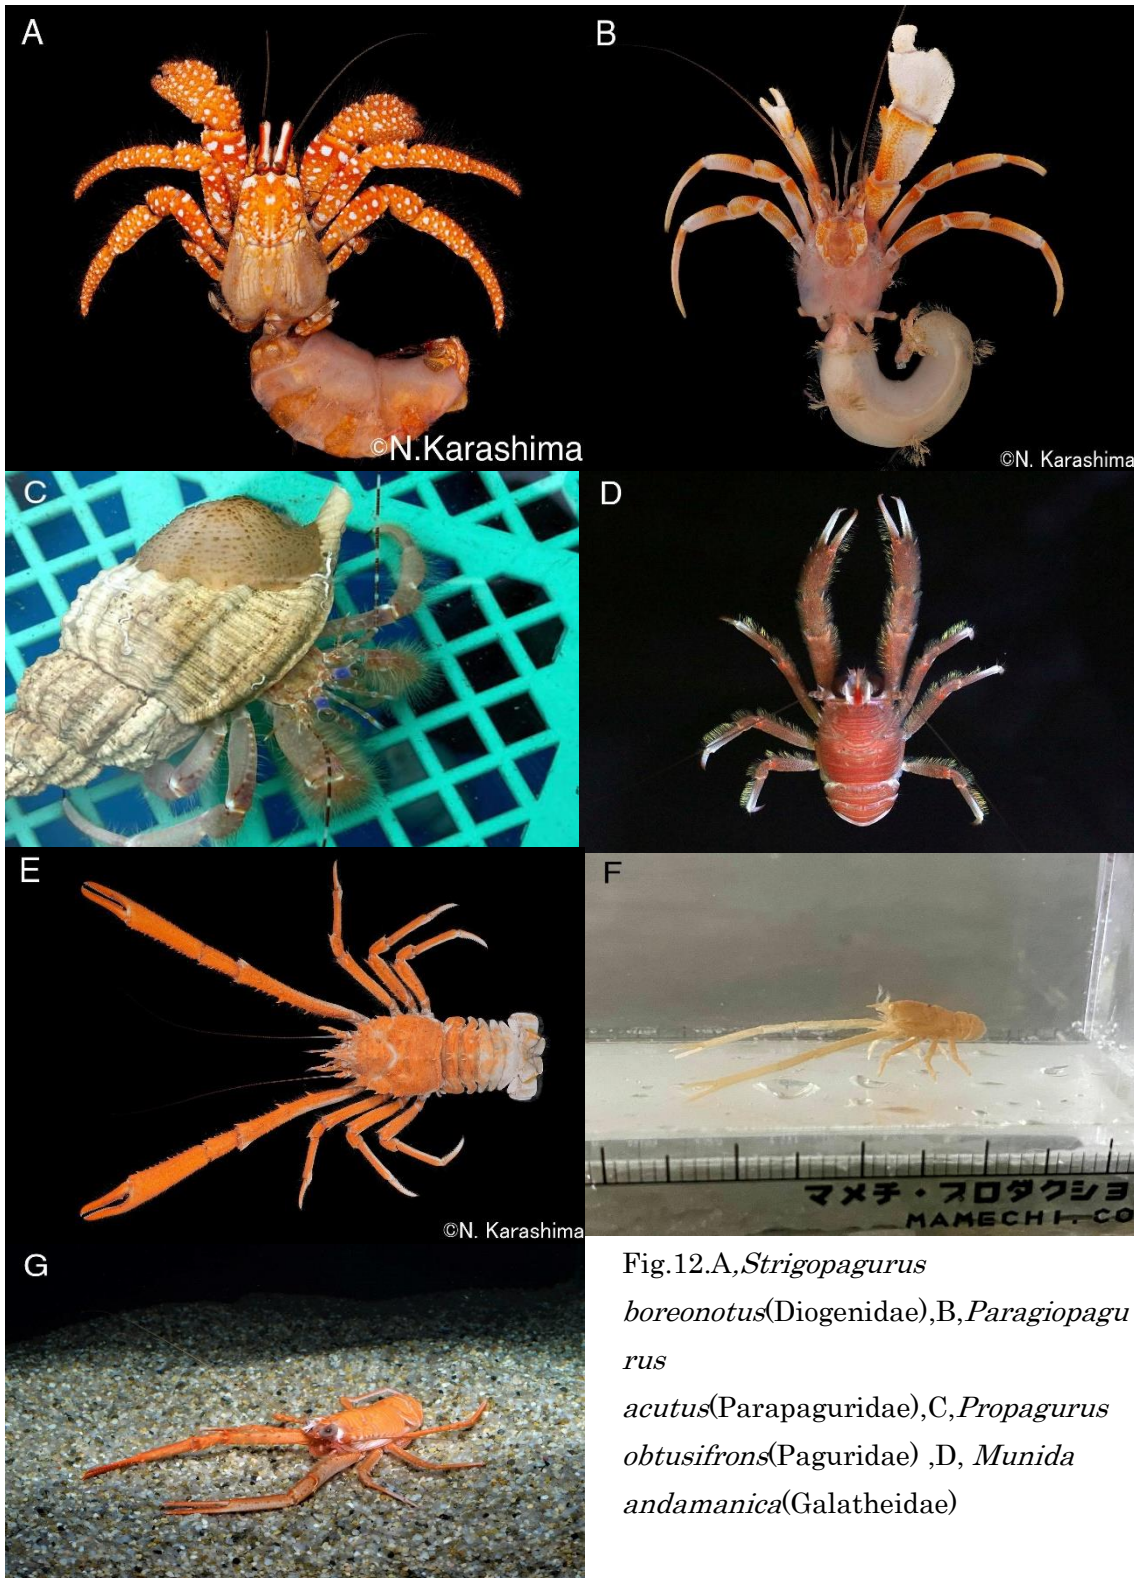 A
B
©N.Karashima
©N. Karashima
C
D
E
F
©N. Karashima
マメチ・プロダクショ
MAMECHI.CO
G
Fig.12.A,Strigopagurus
boreonotus(Diogenidae),B,Paragiopagu
rus
acutus(Parapaguridae),C,Propagurus
obtusifrons(Paguridae) ,D, Munida
andamanica(Galatheidae)